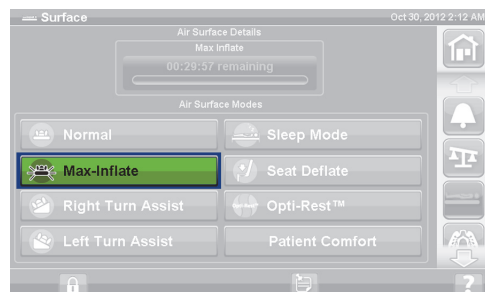 Surface
Oct 30, 2012 2:12 AM
Air Surface Details
Max Inflate
00:29:57 remaining
Air Surface Modes
Normal
Sleep Mode
Max-Inflate
Seat Deflate
Right Turn Assist
Opti-Rest™
Left Turn Assist
Patient Comfort
?